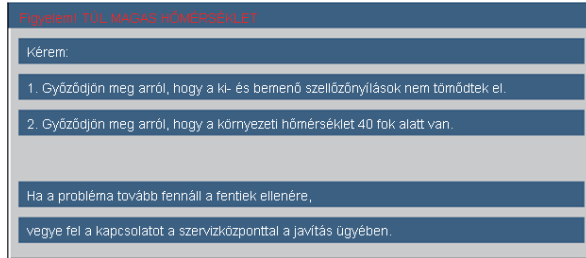 Figyelem! TÚL MAGAS HŐMÉRSÉKLET
Kérem:
1. Győződjön meg arról, hogy a ki- és bemenő szellőzőnyílások nem tömődtek el.
2. Győződjön meg arról, hogy a környezeti hőmérséklet 40 fok alatt van.
Ha a probléma tovább fennáll a fentiek ellenére,
vegye fel a kapcsolatot a szervizközponttal a javítás ügyében.